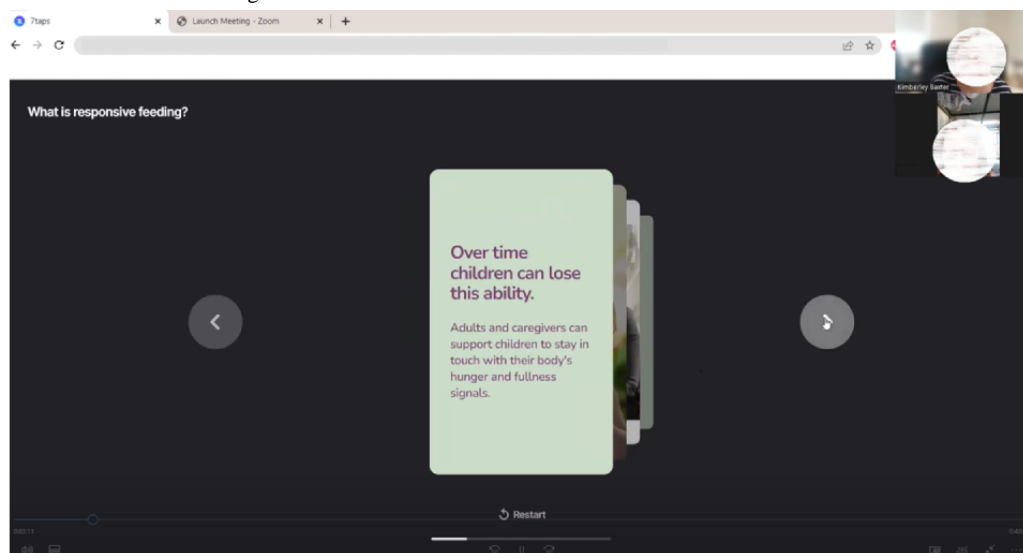 7taps
Launch Meeting - Zoom
What is responsive feeding?
Kimberley Baxter
Over time
children can lose
this ability.
Adults and caregivers can
support children to stay in
touch with their body's
hunger and fullness
signals.
Restart